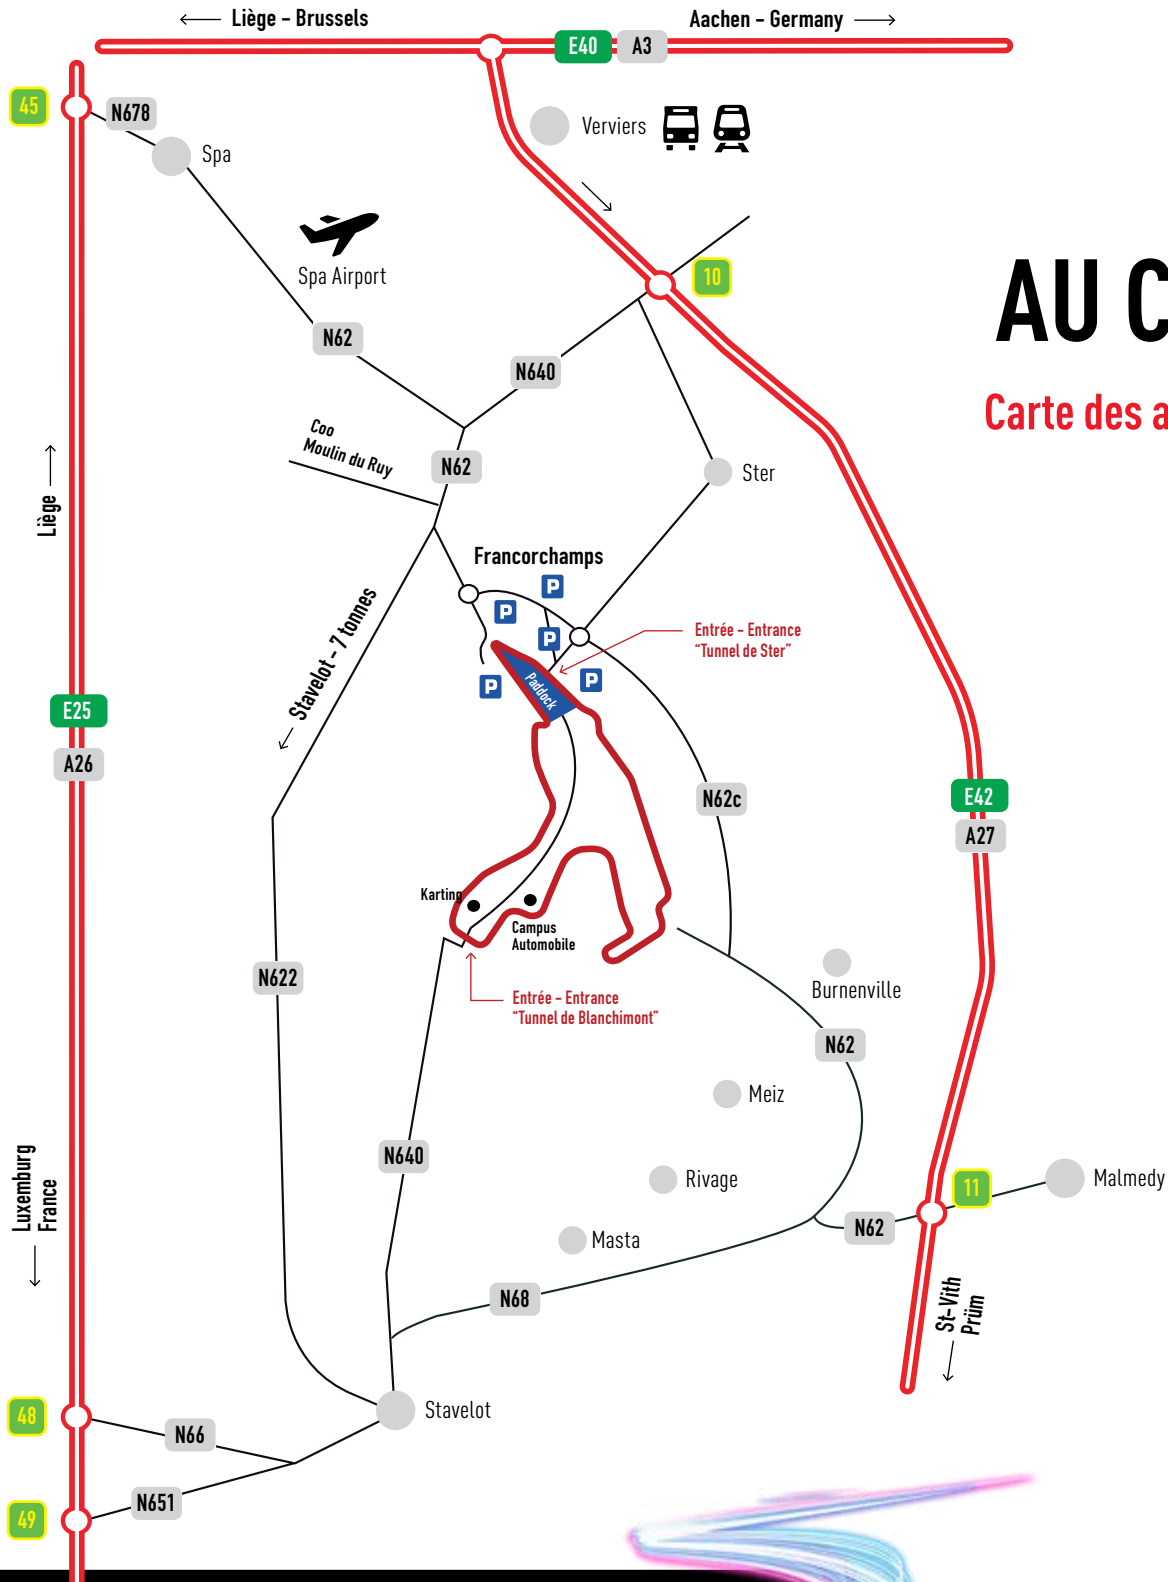 Liège – Brussels
Aachen – Germany
E40
A3
45
N678
Verviers
Spa
Spa Airport
10
AU C
N62
N640
Carte des a
Coo
Moulin du Ruy
N62
Ster
Liège
Francorchamps
P
P
P
P
P
Stavelot – 7 tonnes
Entrée – Entrance
“Tunnel de Ster”
Paddock
E25
A26
N62c
E42
A27
Karting
Campus
Automobile
N622
Burnenville
Entrée – Entrance
“Tunnel de Blanchimont”
N62
Meiz
N640
Luxemburg
France
Rivage
11
Malmedy
N62
Masta
N68
St-Vith
Prüm
48
Stavelot
N66
N651
49